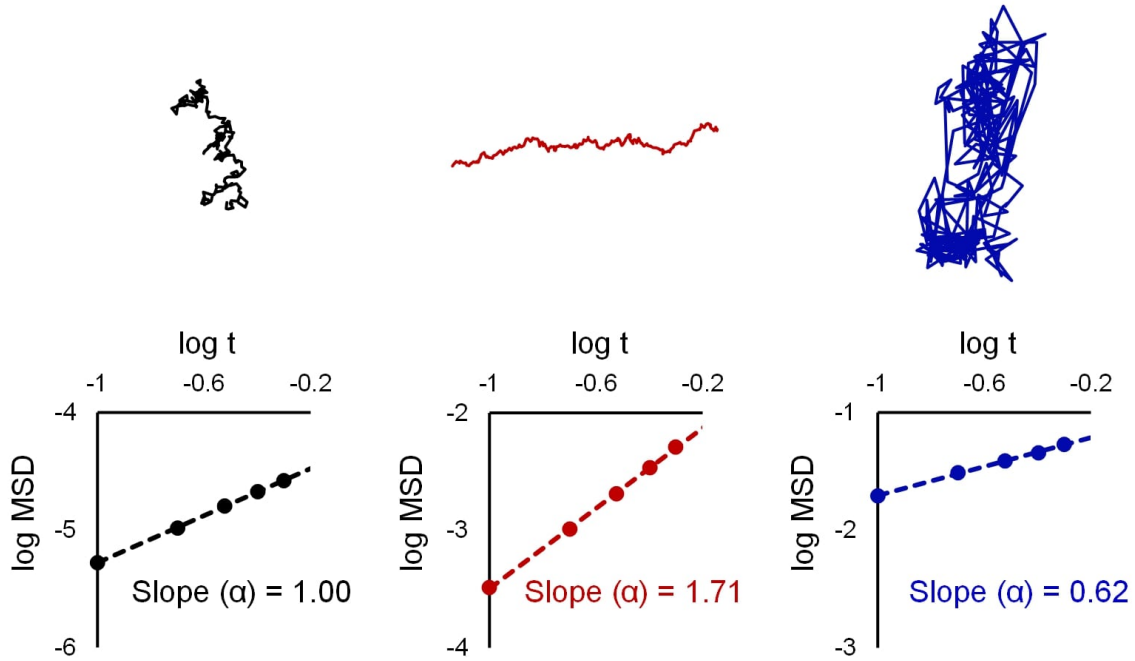 log t
-1 -0.6 -0.2
-4
-5
-6
log MSD
Slope (α) = 1.00
log t
-1 -0.6 -0.2
-2
-3
-4
log MSD
Slope (α) = 1.71
log t
-1 -0.6 -0.2
-1
-2
-3
log MSD
Slope (α) = 0.62